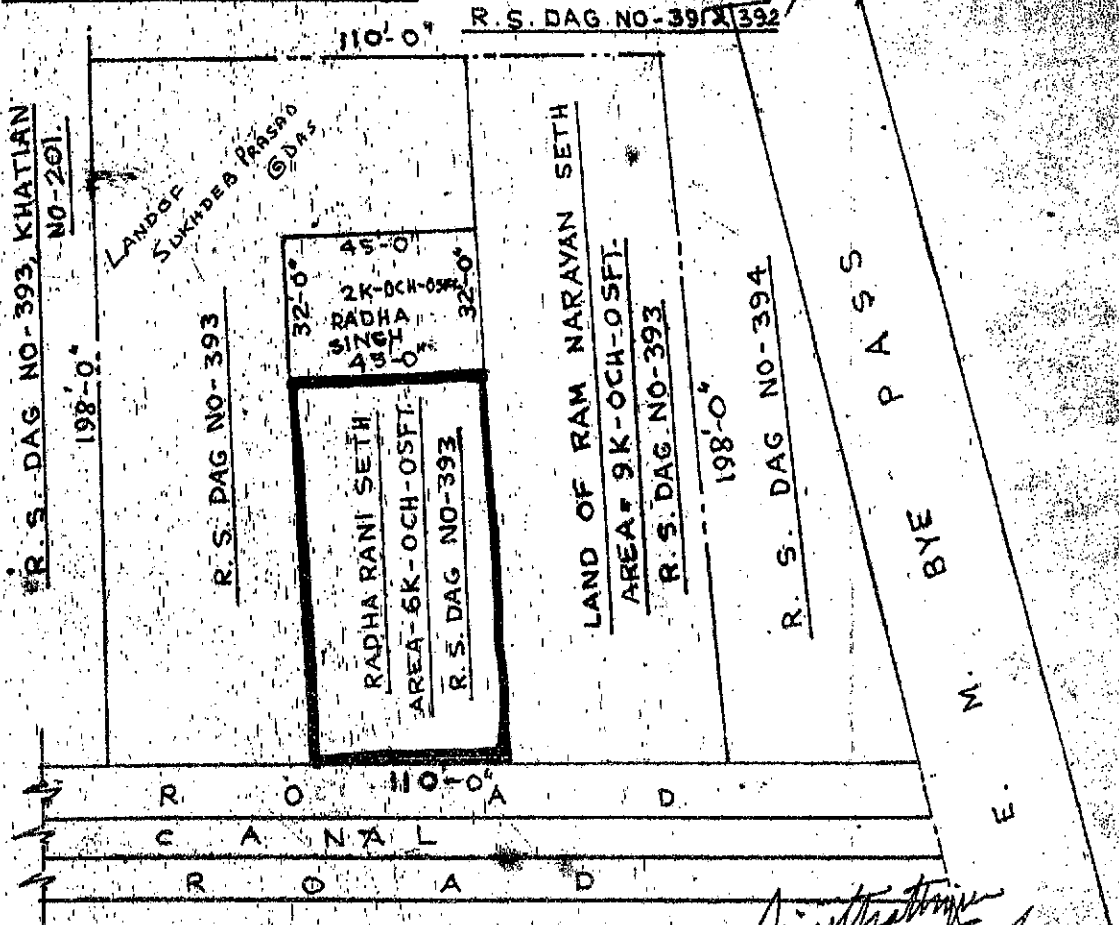 R.S. DAG NO-391&392
110'-0"
R.S. DAG NO-393, KHATIAN
NO-201.
198'-0"
LAND OF
SUKHDEB PRASAD
DAS
R.S. DAG NO-393
45-0
32'-0"
32'-0"
2K-0CH-0SFT.
RADHA
SINGH
45-0"
RADHA RANI SETH
AREA-6K-0CH-0SFT.
R.S. DAG NO-393
LAND OF RAM NARAYAN SETH
AREA= 9K-0CH-0SFT.
R.S. DAG. NO-393
198'-0"
R. S. DAG NO-394
E. M. BYE PASS
110'-0"
ROAD
CANAL
ROAD